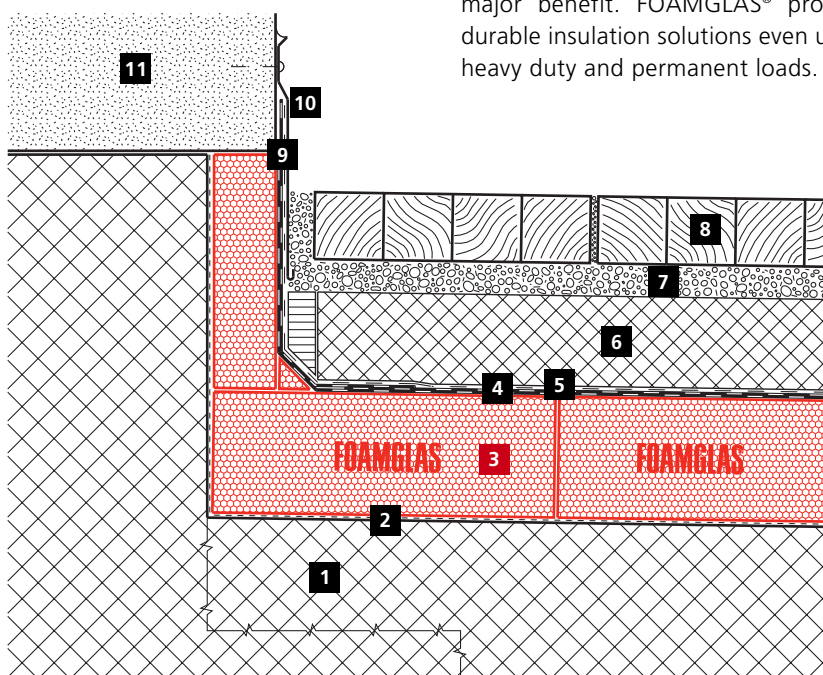 major benefit. FOAMGLAS®
durable insulation solutions even
heavy duty and permanent loads.
11
10
9
8
7
6
4 5
FOAMGLAS 3 FOAMGLAS
2
1